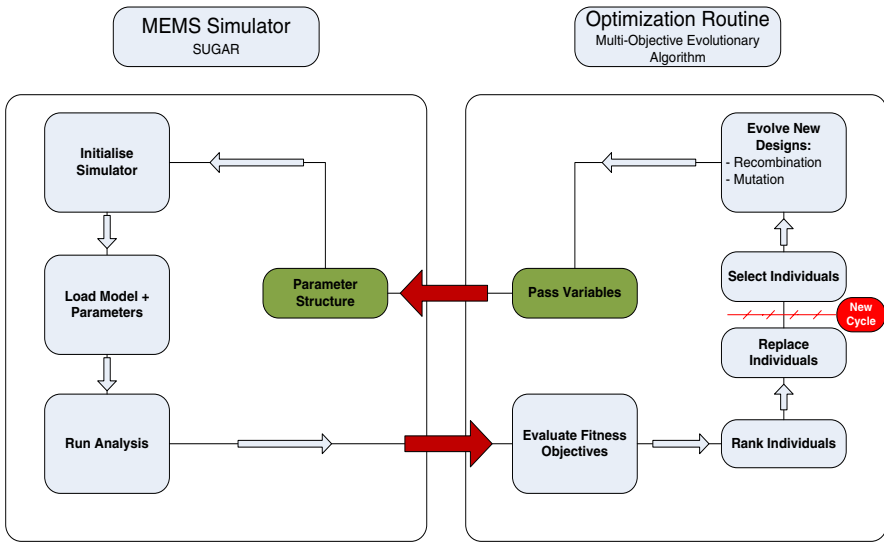 MEMS Simulator
SUGAR
Optimization Routine
Multi-Objective Evolutionary
Algorithm
Initialise
Simulator
Load Model +
Parameters
Run Analysis
Parameter
Structure
Pass Variables
Evaluate Fitness
Objectives
Evolve New
Designs:
- Recombination
- Mutation
Select Individuals
New
Cycle
Replace
Individuals
Rank Individuals